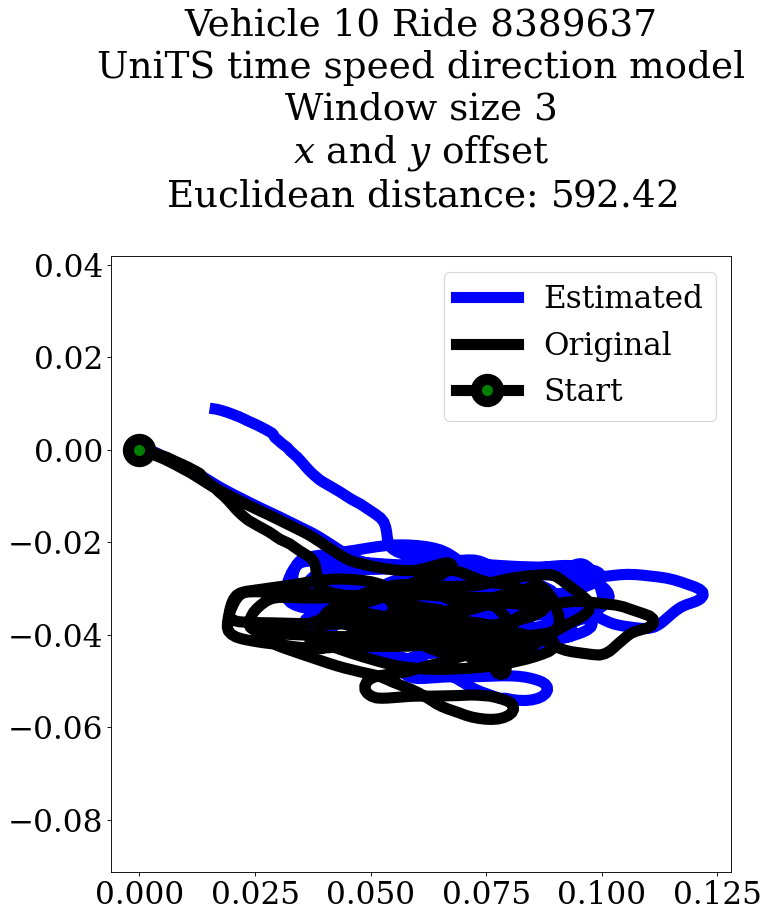 Vehicle 10 Ride 8389637
UniTS time speed direction model
Window size 3
x and y offset
Euclidean distance: 592.42
Estimated
Original
Start
0.04
0.02
0.00
−0.02
−0.04
−0.06
−0.08
0.000 0.025 0.050 0.075 0.100 0.125